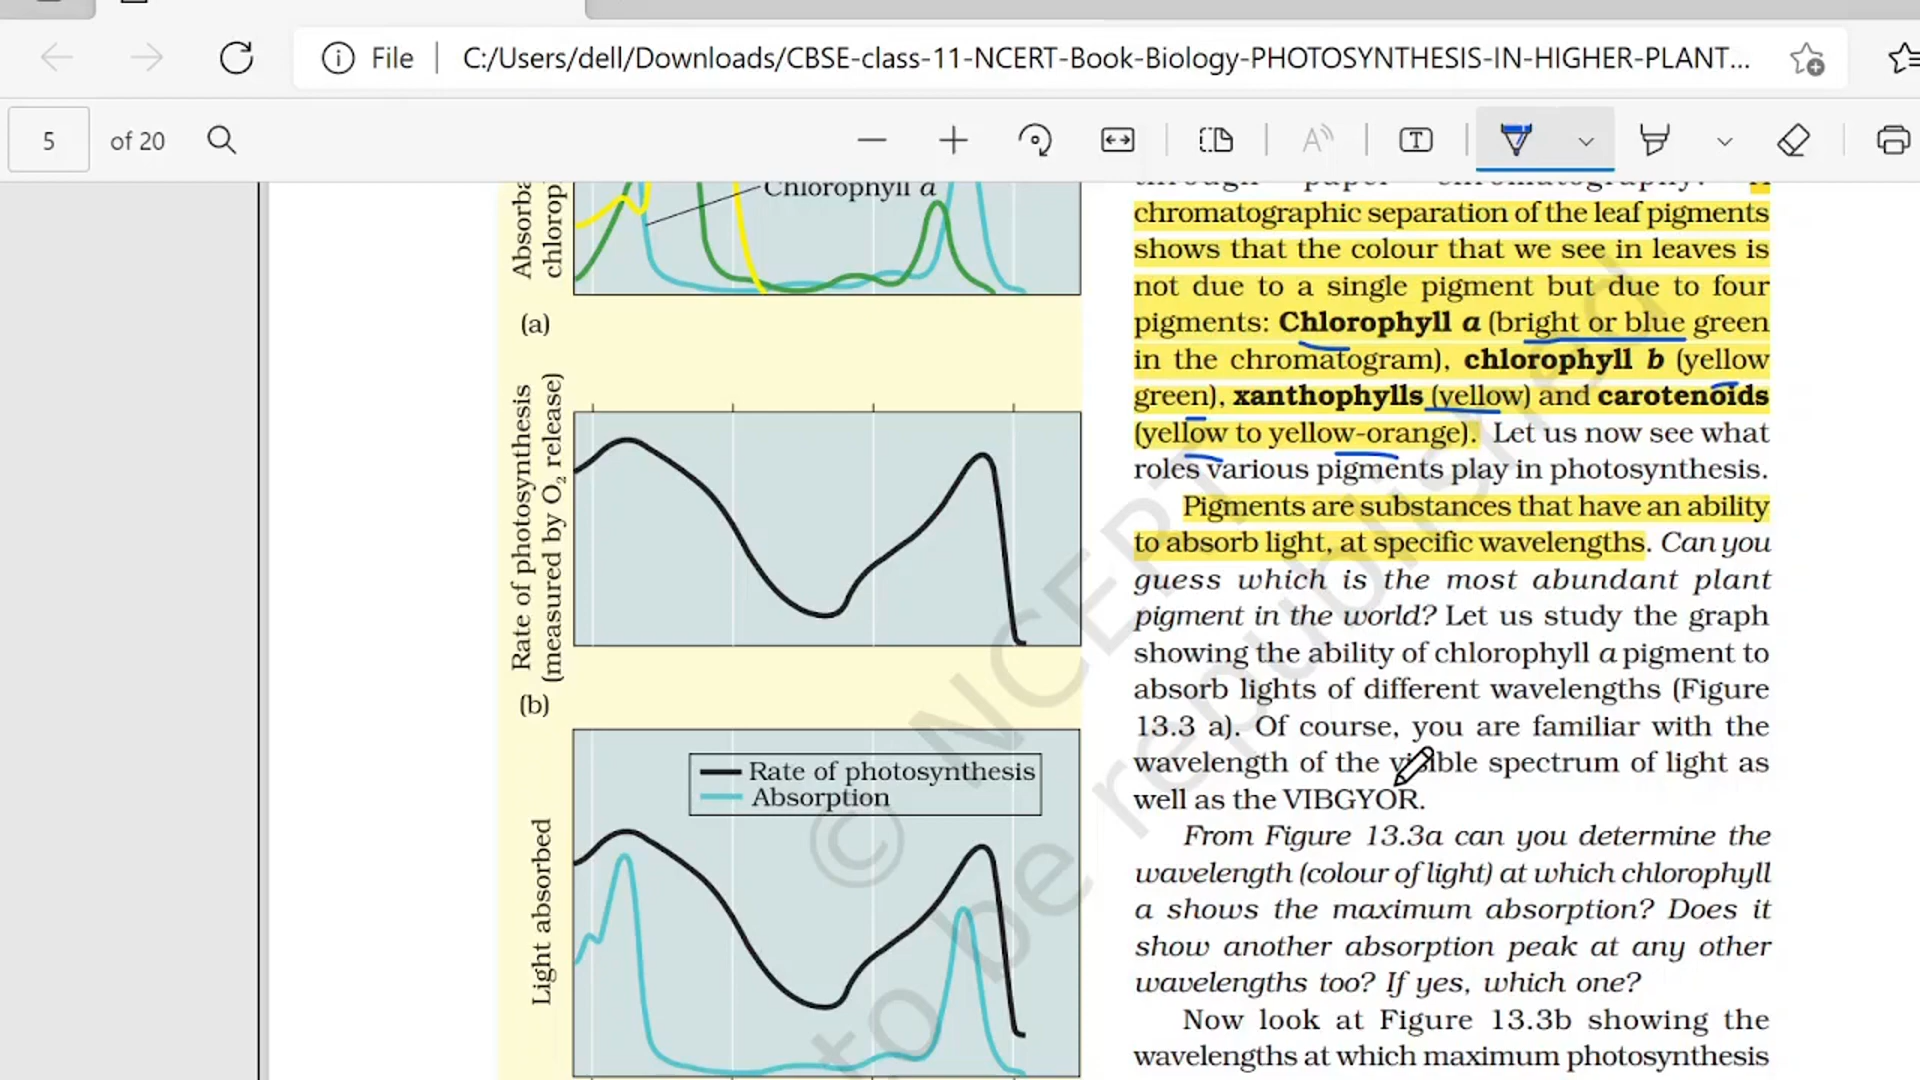 File
C:/Users/dell/Downloads/CBSE-class-11-NCERT-Book-Biology-PHOTOSYNTHESIS-IN-HIGHER-PLANT...
5 of 20
Absorba
chlorop
Chlorophyll a
(a)
Rate of photosynthesis
(measured by O₂ release)
(b)
Rate of photosynthesis
Absorption
Light absorbed
through paper chromatography. A
chromatographic separation of the leaf pigments
shows that the colour that we see in leaves is
not due to a single pigment but due to four
pigments: Chlorophyll a (bright or blue green
in the chromatogram), chlorophyll b (yellow
green), xanthophylls (yellow) and carotenoids
(yellow to yellow-orange). Let us now see what
roles various pigments play in photosynthesis.
Pigments are substances that have an ability
to absorb light, at specific wavelengths. Can you
guess which is the most abundant plant
pigment in the world? Let us study the graph
showing the ability of chlorophyll a pigment to
absorb lights of different wavelengths (Figure
13.3 a). Of course, you are familiar with the
wavelength of the visible spectrum of light as
well as the VIBGYOR.
From Figure 13.3a can you determine the
wavelength (colour of light) at which chlorophyll
a shows the maximum absorption? Does it
show another absorption peak at any other
wavelengths too? If yes, which one?
Now look at Figure 13.3b showing the
wavelengths at which maximum photosynthesis
© NCERT
to be republished